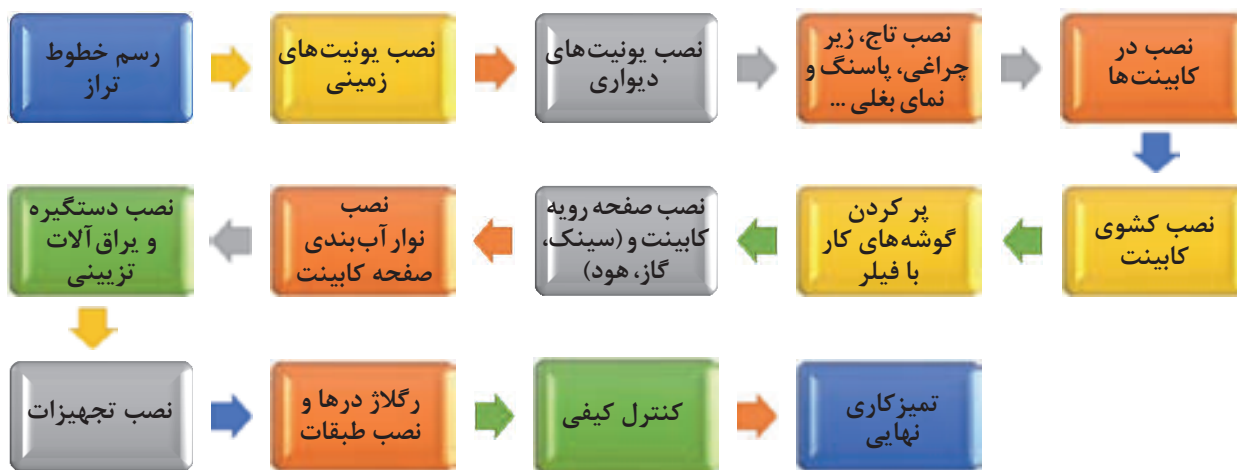 رسم خطوط
تراز
نصب یونیت‌های
زمینی
نصب یونیت‌های
دیواری
نصب تاج، زیر
چراغی، پاسنگ و
نمای بغلی ...
نصب در
کابینت‌ها
نصب کشوی
کابینت
پر کردن
گوشه‌های کار
با فیلر
نصب صفحه رویه
کابینت و (سینک،
گاز، هود)
نصب
نوار آب‌بندی
صفحه کابینت
نصب دستگیره
و یراق‌آلات
تزیینی
نصب تجهیزات
رگلاژ درها و
نصب طبقات
کنترل کیفی
تمیزکاری
نهایی